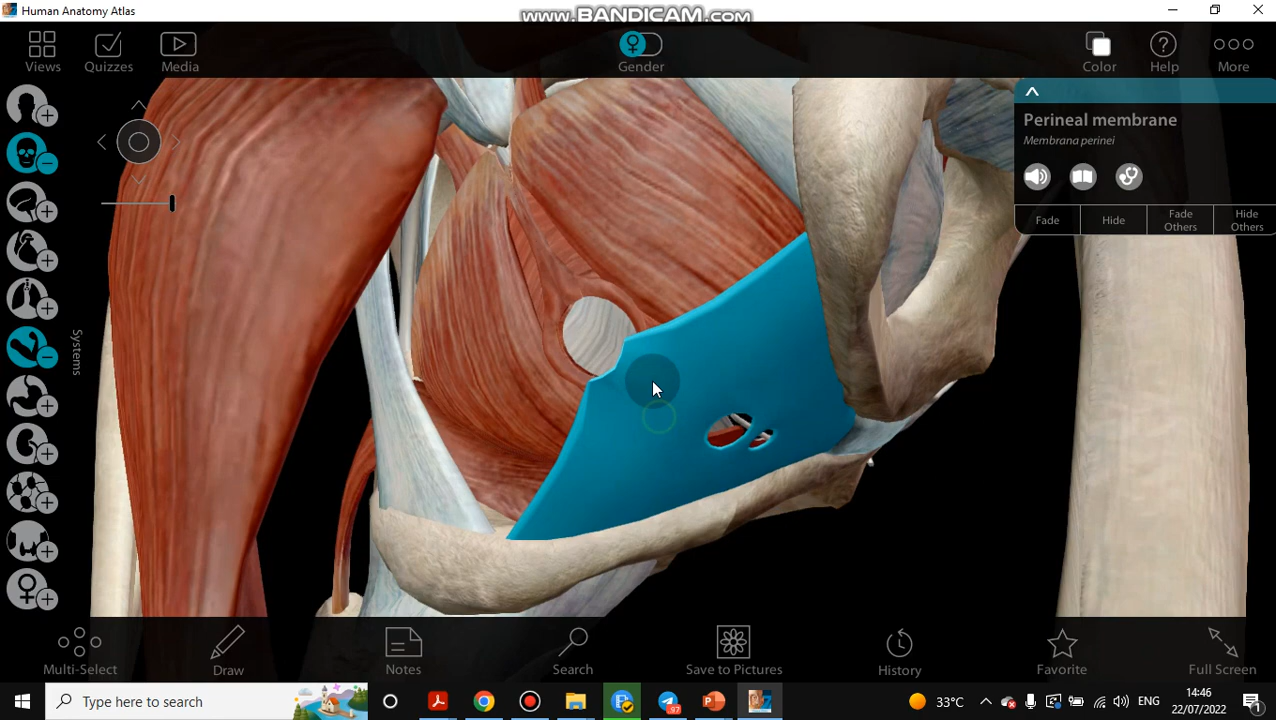 Human Anatomy Atlas
www.BANDICAM.com
Views
Quizzes
Media
Gender
Color
Help
More
Perineal membrane
Membrana perinei
Fade
Hide
Fade
Others
Hide
Others
Systems
Multi-Select
Draw
Notes
Search
Save to Pictures
History
Favorite
Full Screen
Type here to search
97
33°C
ENG
14:46
22/07/2022
1